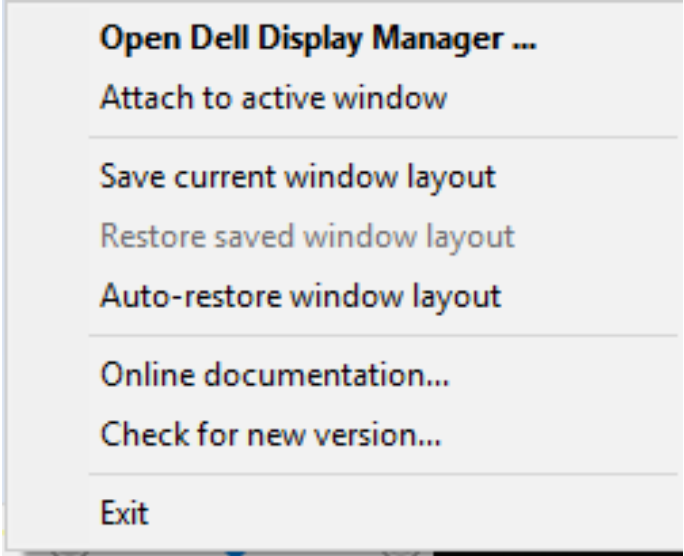 Open Dell Display Manager ...
Attach to active window
Save current window layout
Restore saved window layout
Auto-restore window layout
Online documentation...
Check for new version...
Exit